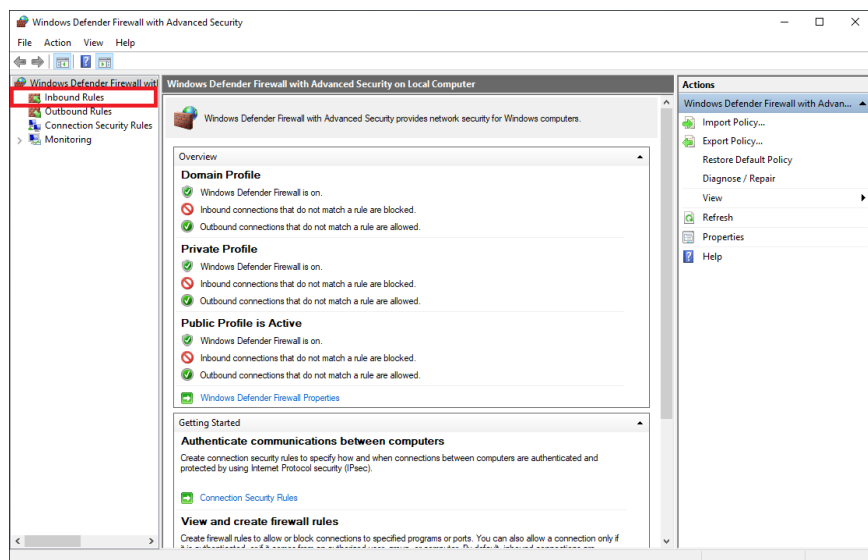 Windows Defender Firewall with Advanced Security
File Action View Help
Windows Defender Firewall wit
Inbound Rules
Outbound Rules
Connection Security Rules
Monitoring
Windows Defender Firewall with Advanced Security on Local Computer
Windows Defender Firewall with Advanced Security provides network security for Windows computers.
Overview
Domain Profile
Windows Defender Firewall is on.
Inbound connections that do not match a rule are blocked.
Outbound connections that do not match a rule are allowed.
Private Profile
Windows Defender Firewall is on.
Inbound connections that do not match a rule are blocked.
Outbound connections that do not match a rule are allowed.
Public Profile is Active
Windows Defender Firewall is on.
Inbound connections that do not match a rule are blocked.
Outbound connections that do not match a rule are allowed.
Windows Defender Firewall Properties
Getting Started
Authenticate communications between computers
Create connection security rules to specify how and when connections between computers are authenticated and
protected by using Internet Protocol security (IPsec).
Connection Security Rules
View and create firewall rules
Create firewall rules to allow or block connections to specified programs or ports. You can also allow a connection only if
Actions
Windows Defender Firewall with Advan...
Import Policy...
Export Policy...
Restore Default Policy
Diagnose / Repair
View
Refresh
Properties
Help